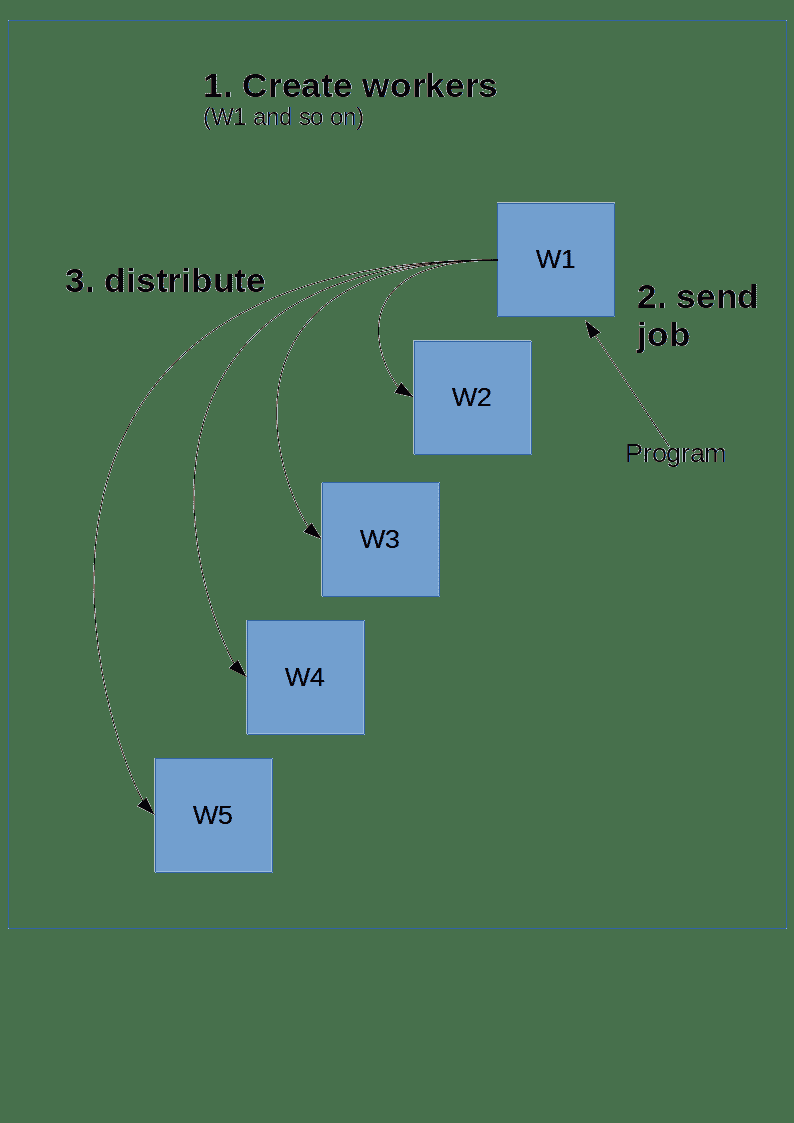 1. Create workers
(W1 and so on)
W1
3. distribute
2. send
job
W2
Program
W3
W4
W5